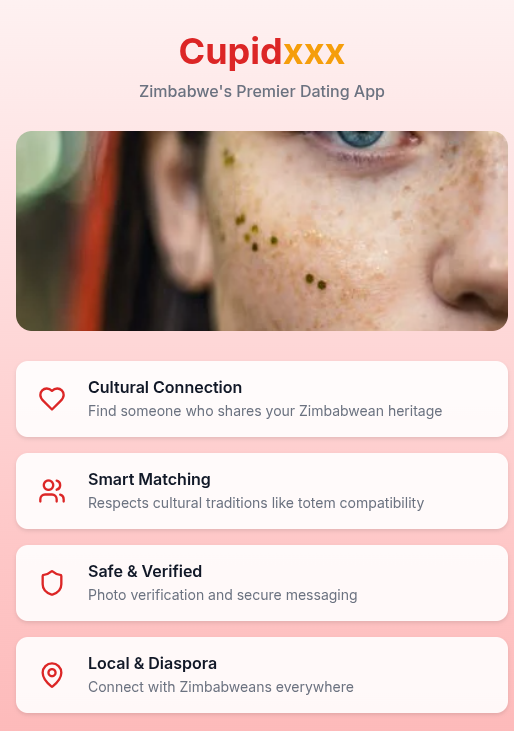 Cupidxxx
Zimbabwe's Premier Dating App
Cultural Connection
Find someone who shares your Zimbabwean heritage
Smart Matching
Respects cultural traditions like totem compatibility
Safe & Verified
Photo verification and secure messaging
Local & Diaspora
Connect with Zimbabweans everywhere